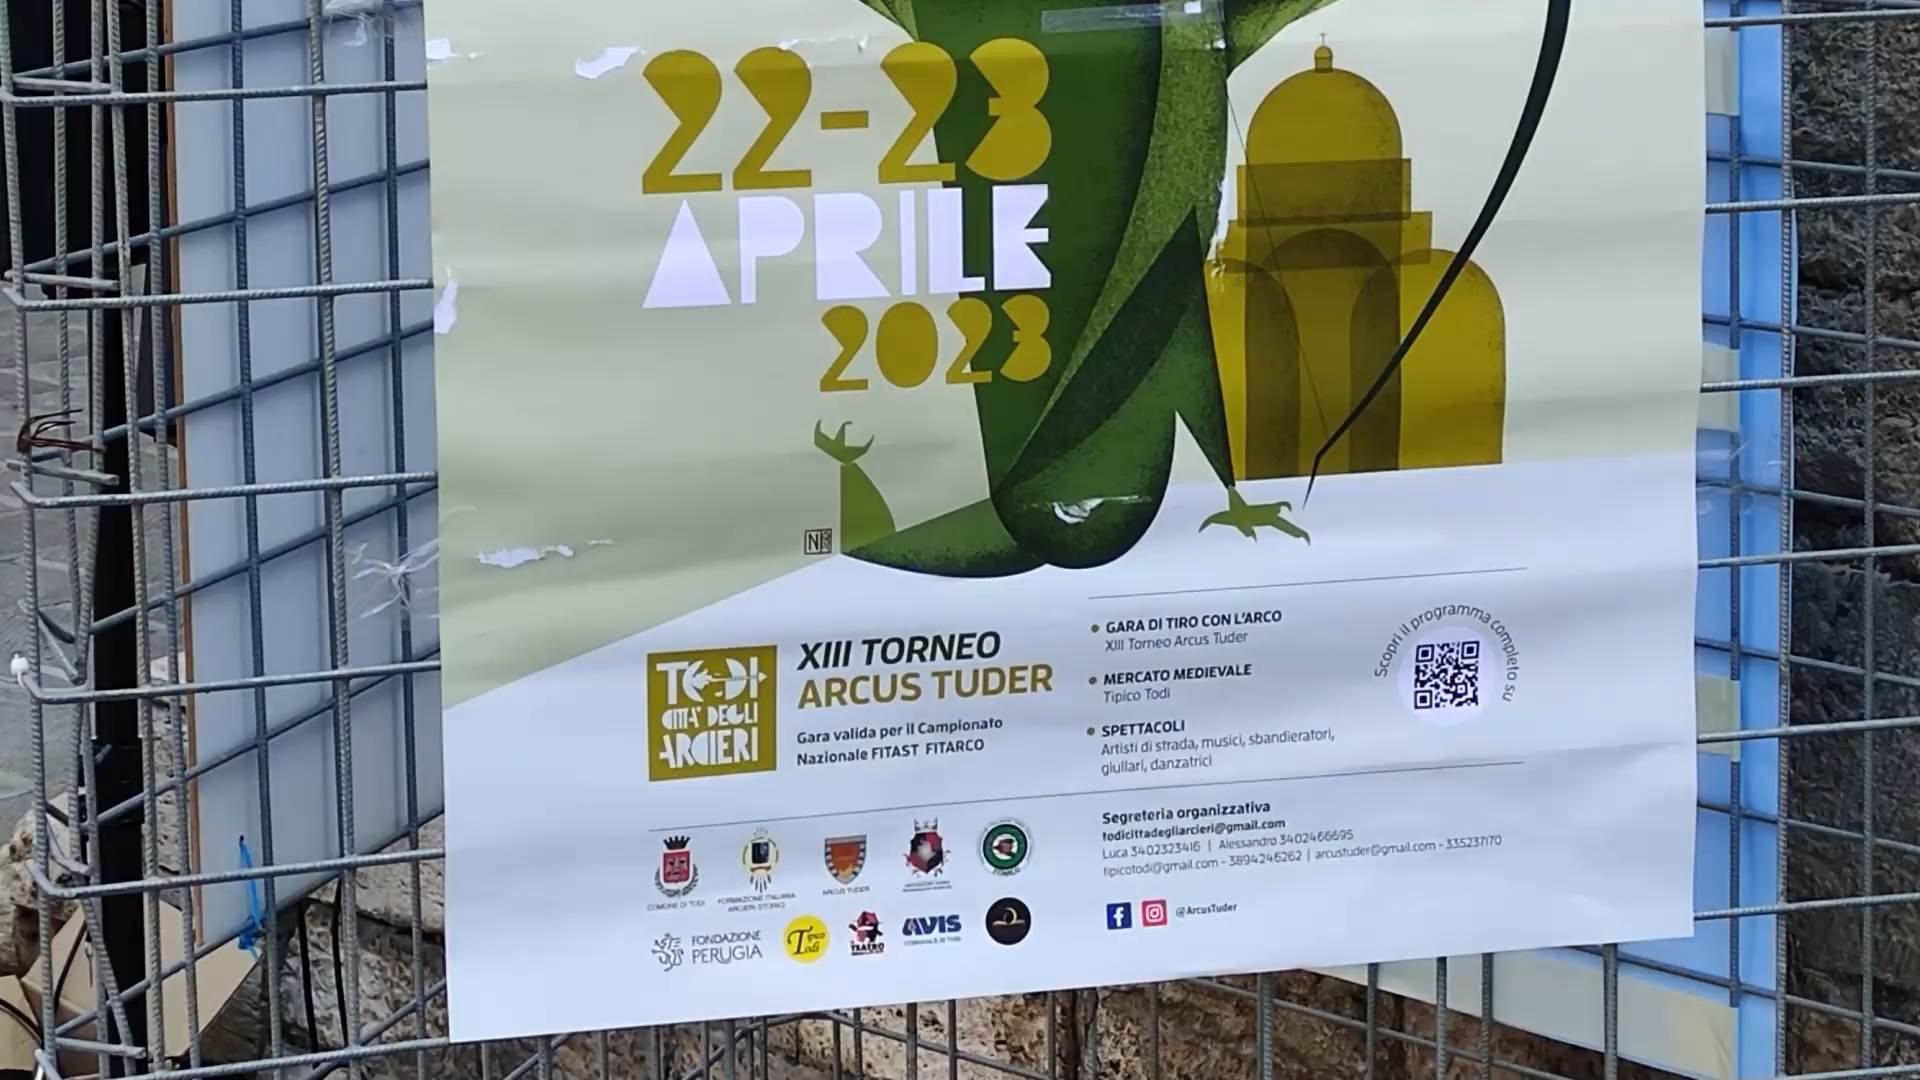 22-23
APRILE
2023
TODI
CITTA' DEGLI
ARCIERI
XIII TORNEO
ARCUS TUDER
Gara valida per il Campionato
Nazionale FITAST FITARCO
GARA DI TIRO CON L'ARCO
XIII Torneo Arcus Tuder
MERCATO MEDIEVALE
Tipico Todi
SPETTACOLI
Artisti di strada, musici, sbandieratori,
giullari, danzatrici
Scopri il programma completo su
Segreteria organizzativa
todicittadegliarcieri@gmail.com
Luca 3402323416 | Alessandro 3402466695
tipicotodi@gmail.com - 3894246262 | arcustuder@gmail.com - 335237170
@ArcusTuder
COMUNE DI TODI
FORMAZIONE ITALIANA
ARCIERI STORICI
ARCUS TUDER
FONDAZIONE
PERUGIA
Tipico
Todi
TEATRO
AVIS
COMUNALE DI TODI